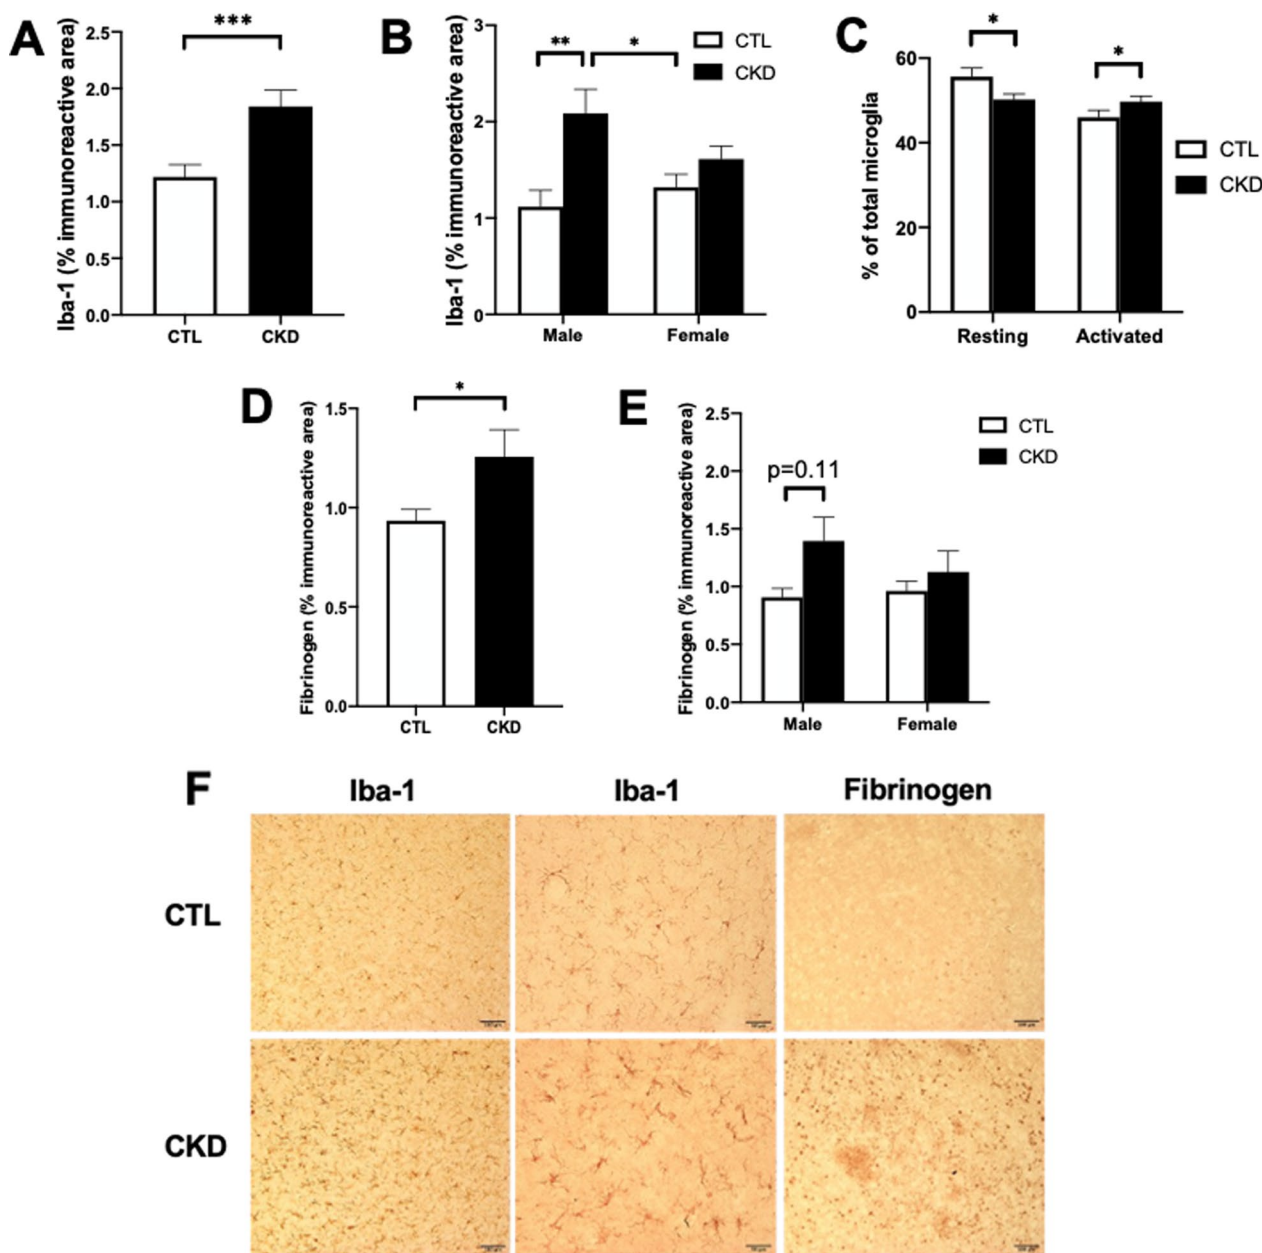 A
Iba-1 (% immunoreactive area)
2.5
2.0
1.5
1.0
0.5
0.0
***
CTL
CKD
B
Iba-1 (% immunoreactive area)
3
2
1
0
**
*
CTL
CKD
Male
Female
C
% of total microglia
60
40
20
0
*
*
CTL
CKD
Resting
Activated
D
Fibrinogen (% immunoreactive area)
1.5
1.0
0.5
0.0
*
CTL
CKD
E
Fibrinogen (% immunoreactive area)
2.5
2.0
1.5
1.0
0.5
0.0
p=0.11
CTL
CKD
Male
Female
F
Iba-1
Iba-1
Fibrinogen
CTL
CKD